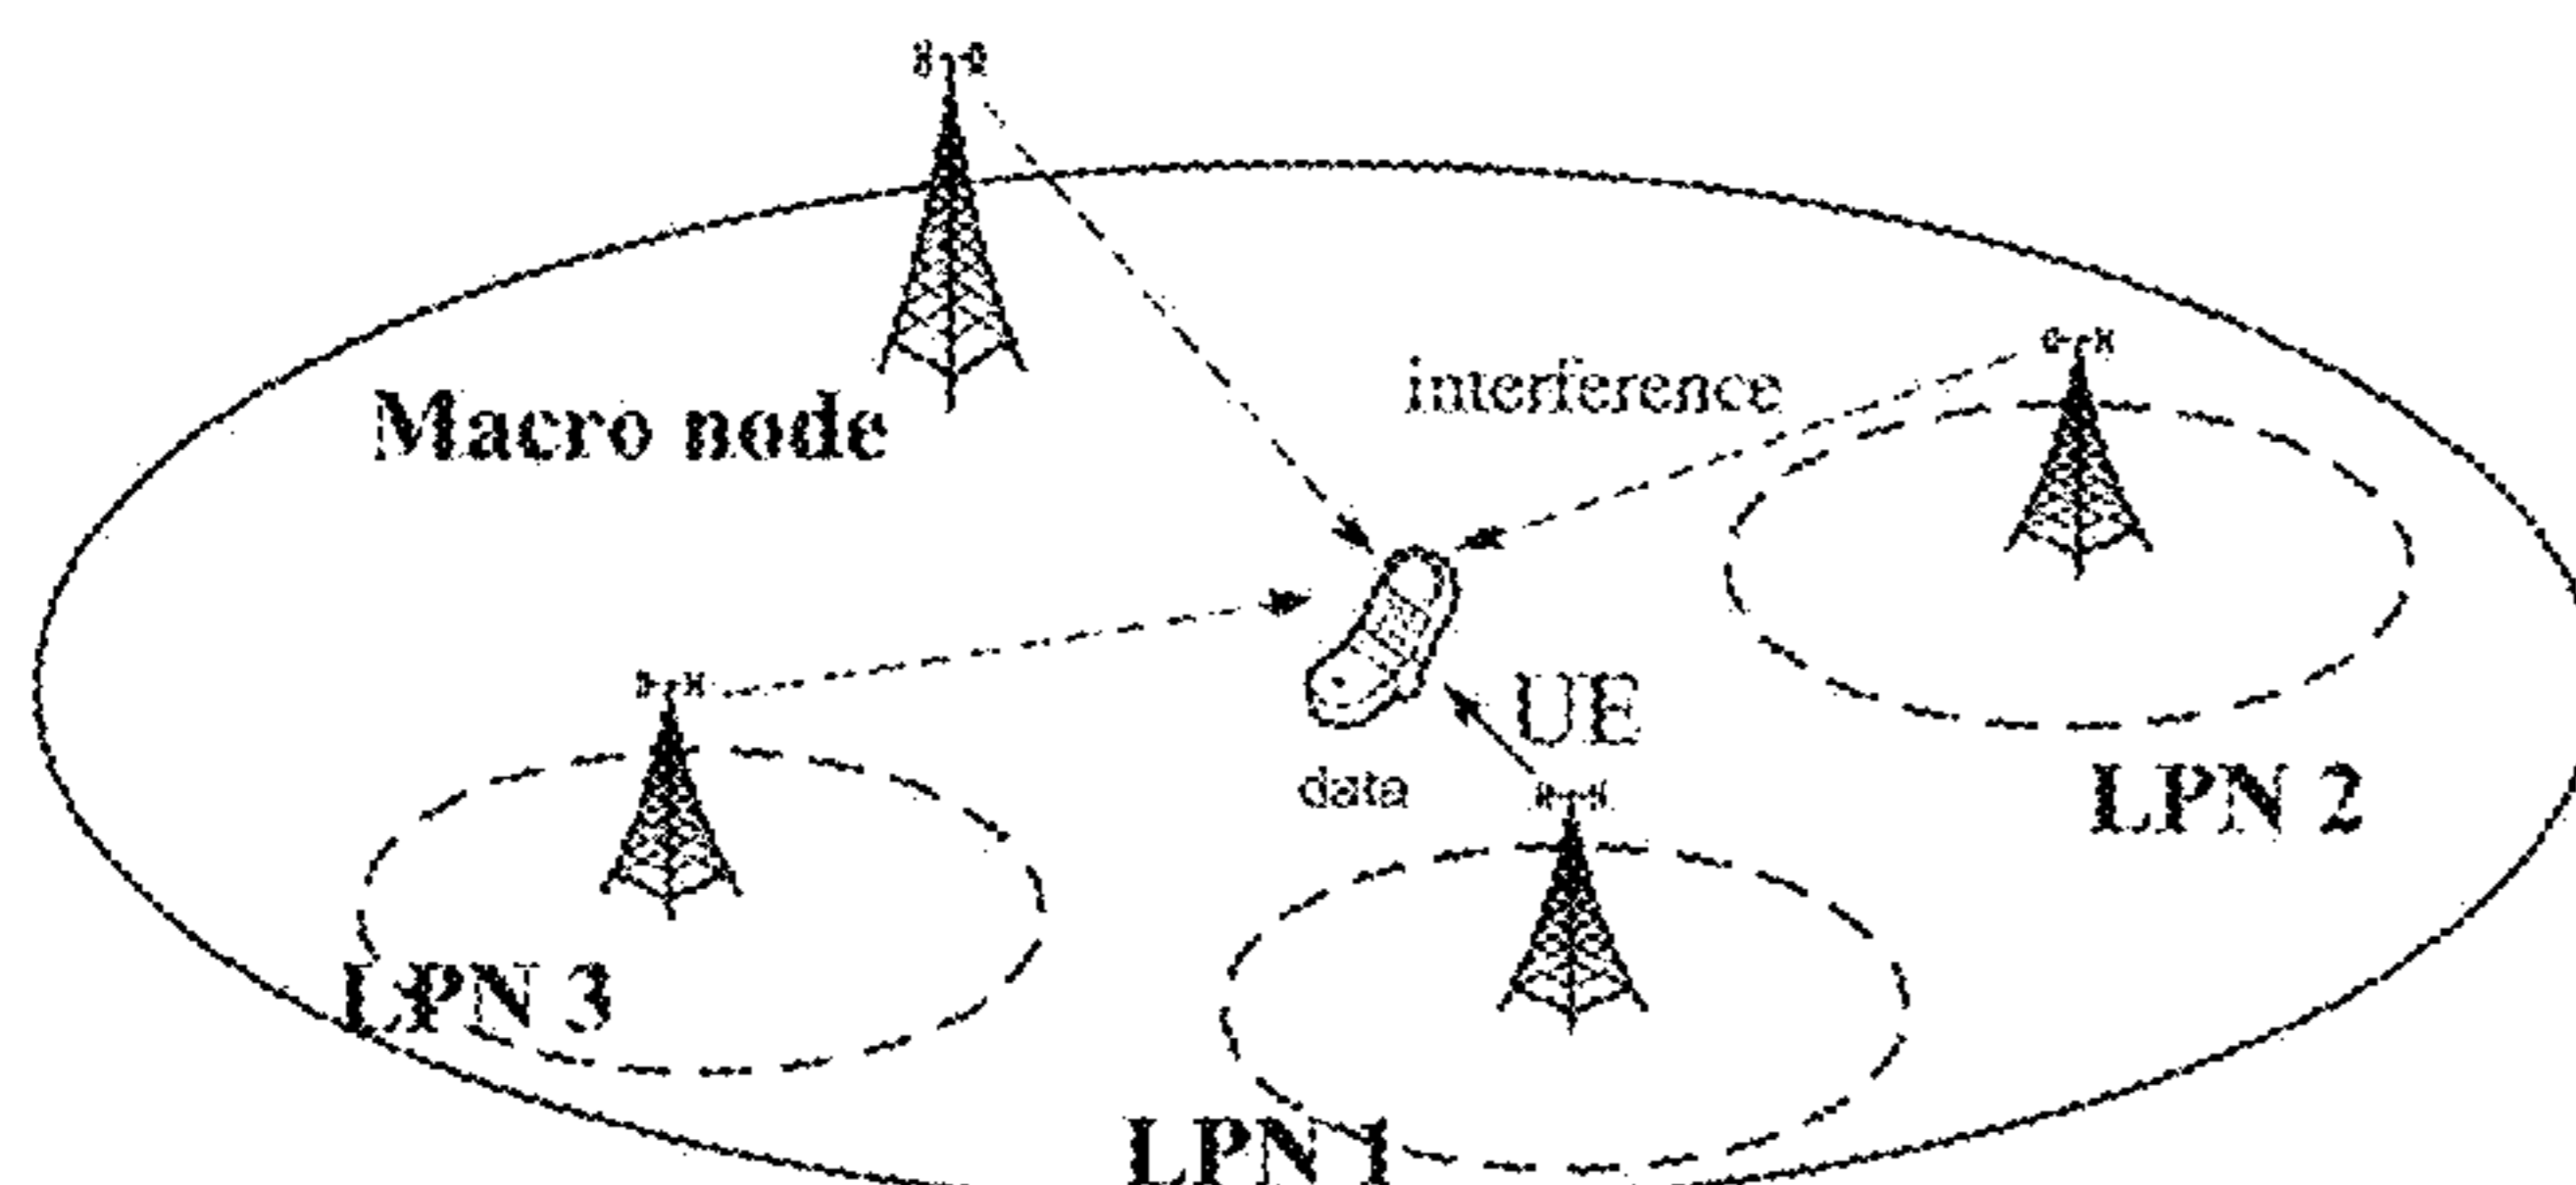 interference
Macro node
UE
data
LPN 2
LPN 3
LPN 1